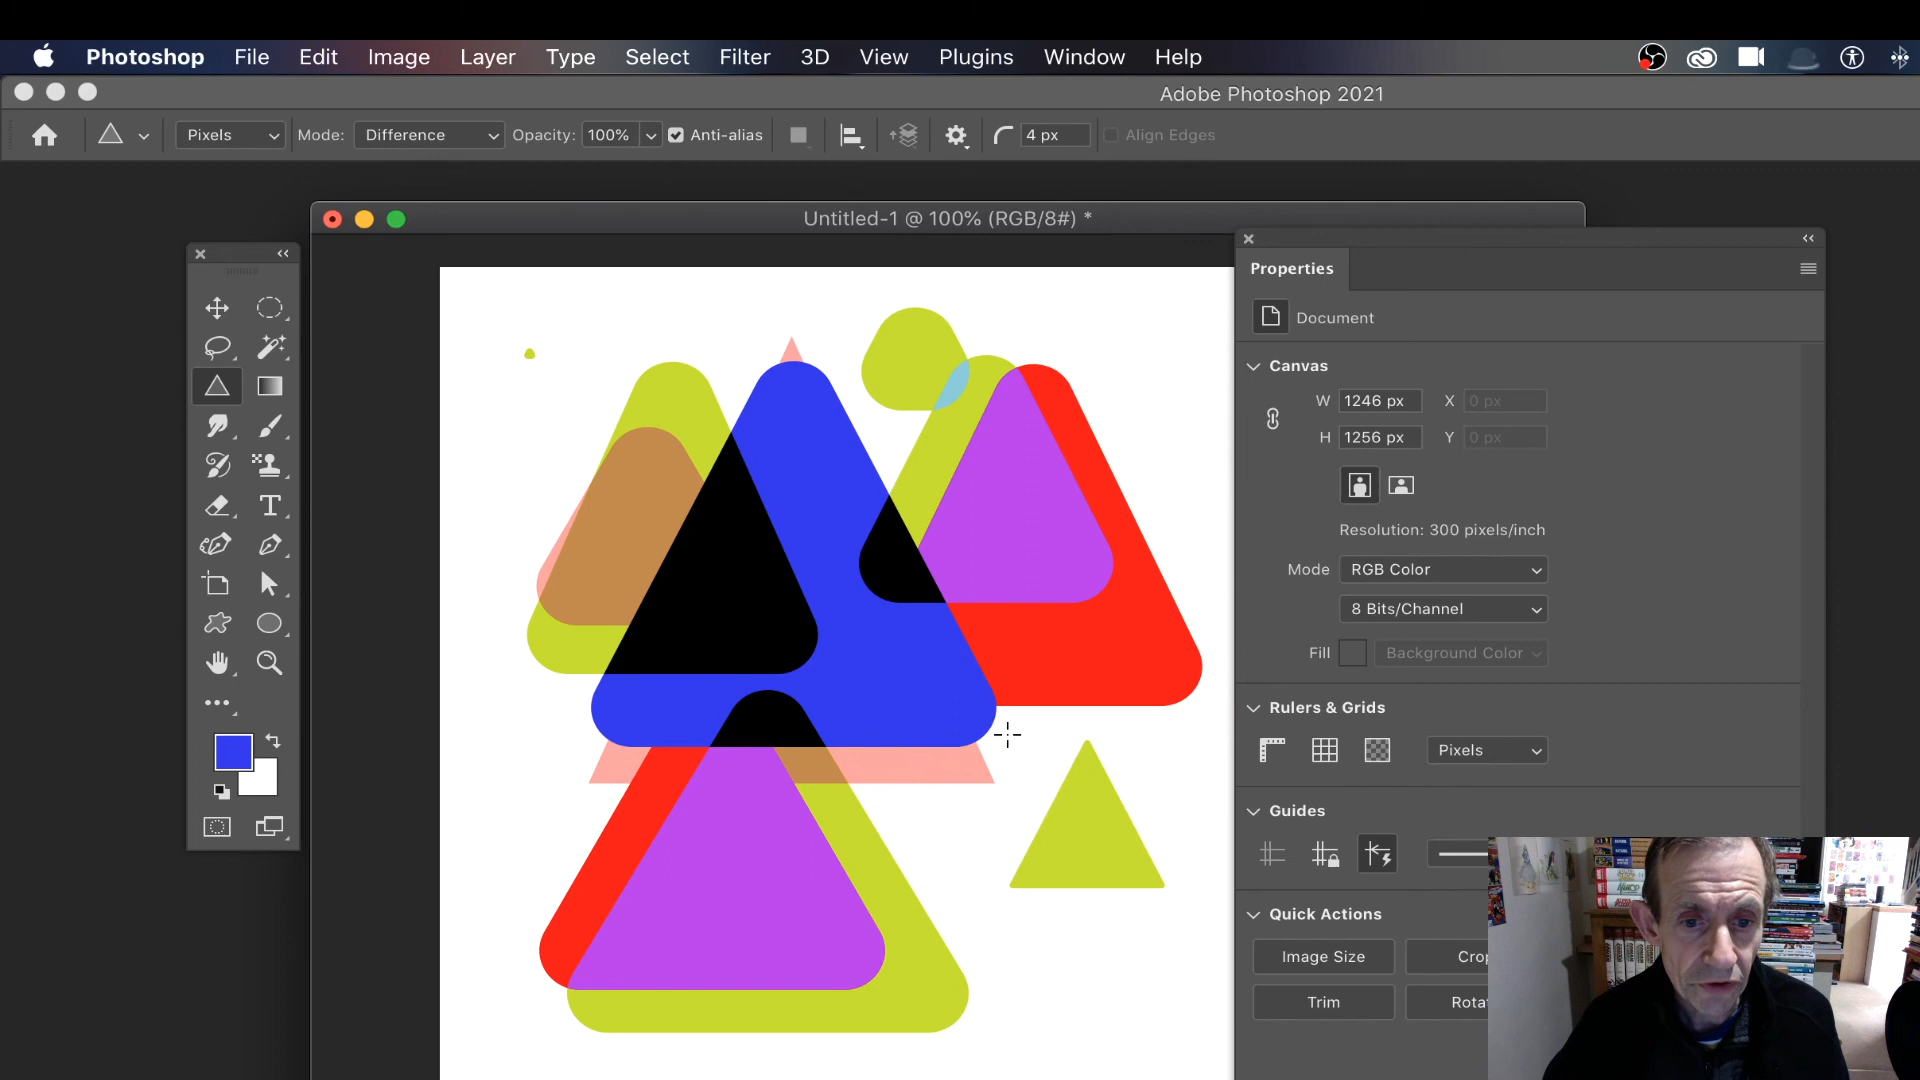 Photoshop File Edit Image Layer Type Select Filter 3D View Plugins Window Help
Adobe Photoshop 2021
Pixels Mode: Difference Opacity: 100% Anti-alias 4 px Align Edges
Untitled-1 @ 100% (RGB/8#) *
Properties
Document
Canvas
W 1246 px X 0 px
H 1256 px Y 0 px
Resolution: 300 pixels/inch
Mode RGB Color
8 Bits/Channel
Fill Background Color
Rulers & Grids
Pixels
Guides
Quick Actions
Image Size Crop
Trim Rota